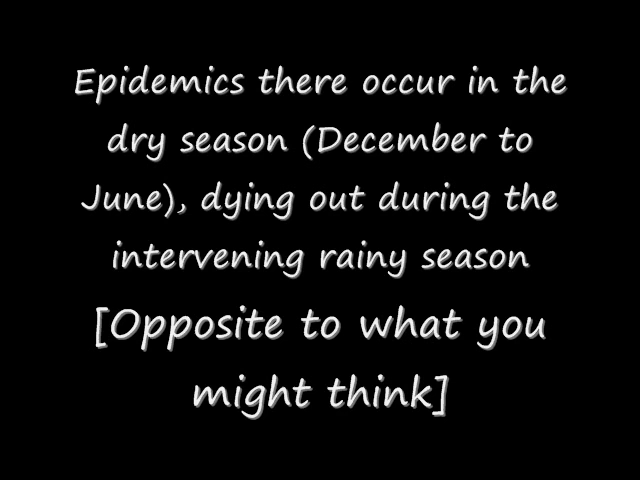 Epidemics there occur in the
dry season (December to
June), dying out during the
intervening rainy season
[Opposite to what you
might think]